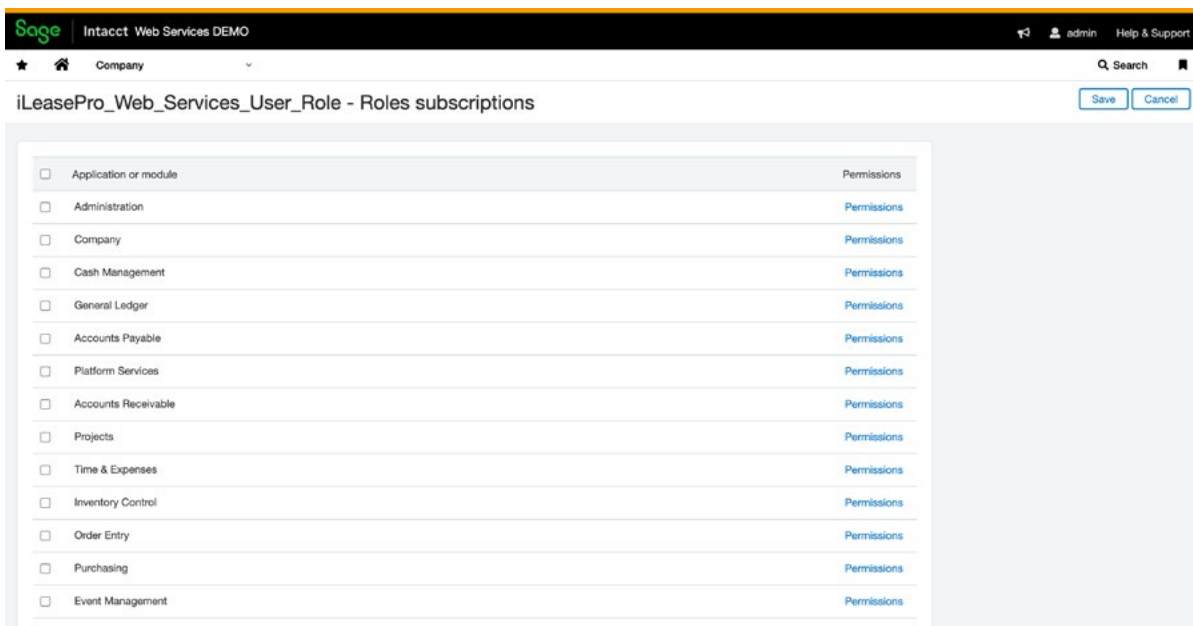 Sage Intacct Web Services DEMO admin Help & Support
Company Search
iLeasePro_Web_Services_User_Role - Roles subscriptions Save Cancel
Application or module Permissions
Administration Permissions
Company Permissions
Cash Management Permissions
General Ledger Permissions
Accounts Payable Permissions
Platform Services Permissions
Accounts Receivable Permissions
Projects Permissions
Time & Expenses Permissions
Inventory Control Permissions
Order Entry Permissions
Purchasing Permissions
Event Management Permissions